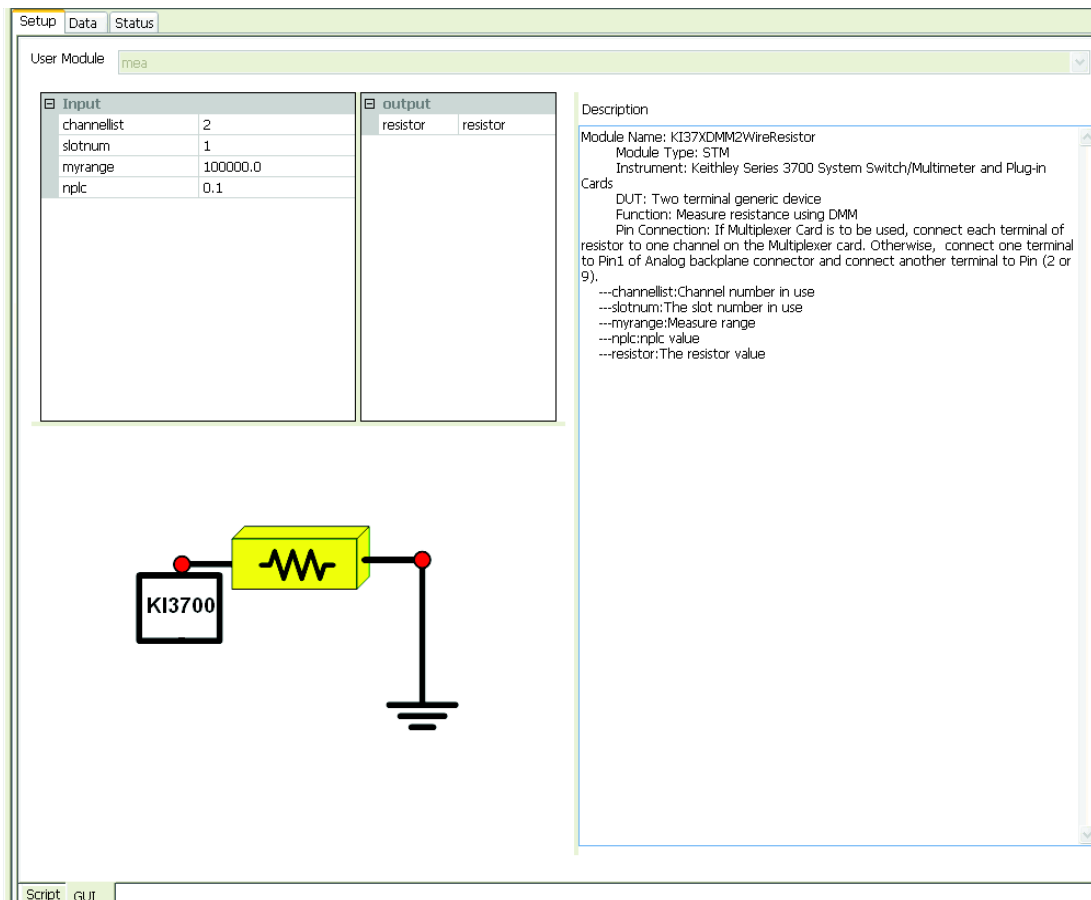 Setup Data Status
User Module mea
Input
channellist 2
slotnum 1
myrange 100000.0
nplc 0.1
output
resistor resistor
Description
Module Name: KI37XDMM2WireResistor
Module Type: STM
Instrument: Keithley Series 3700 System Switch/Multimeter and Plug-in
Cards
DUT: Two terminal generic device
Function: Measure resistance using DMM
Pin Connection: If Multiplexer Card is to be used, connect each terminal of
resistor to one channel on the Multiplexer card. Otherwise, connect one terminal
to Pin1 of Analog backplane connector and connect another terminal to Pin (2 or
9).
---channellist:Channel number in use
---slotnum:The slot number in use
---myrange:Measure range
---nplc:nplc value
---resistor:The resistor value
KI3700
Script GUI